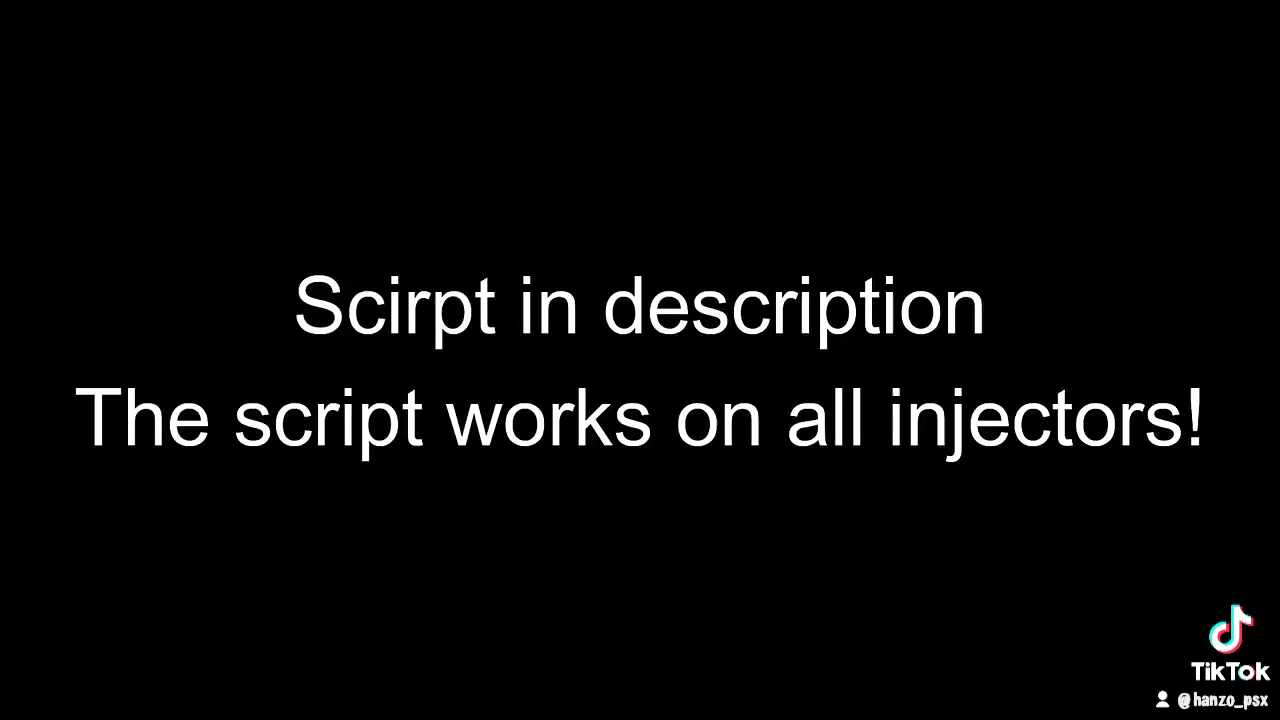 Scirpt in description
The script works on all injectors!
TikTok
@hanzo_psx